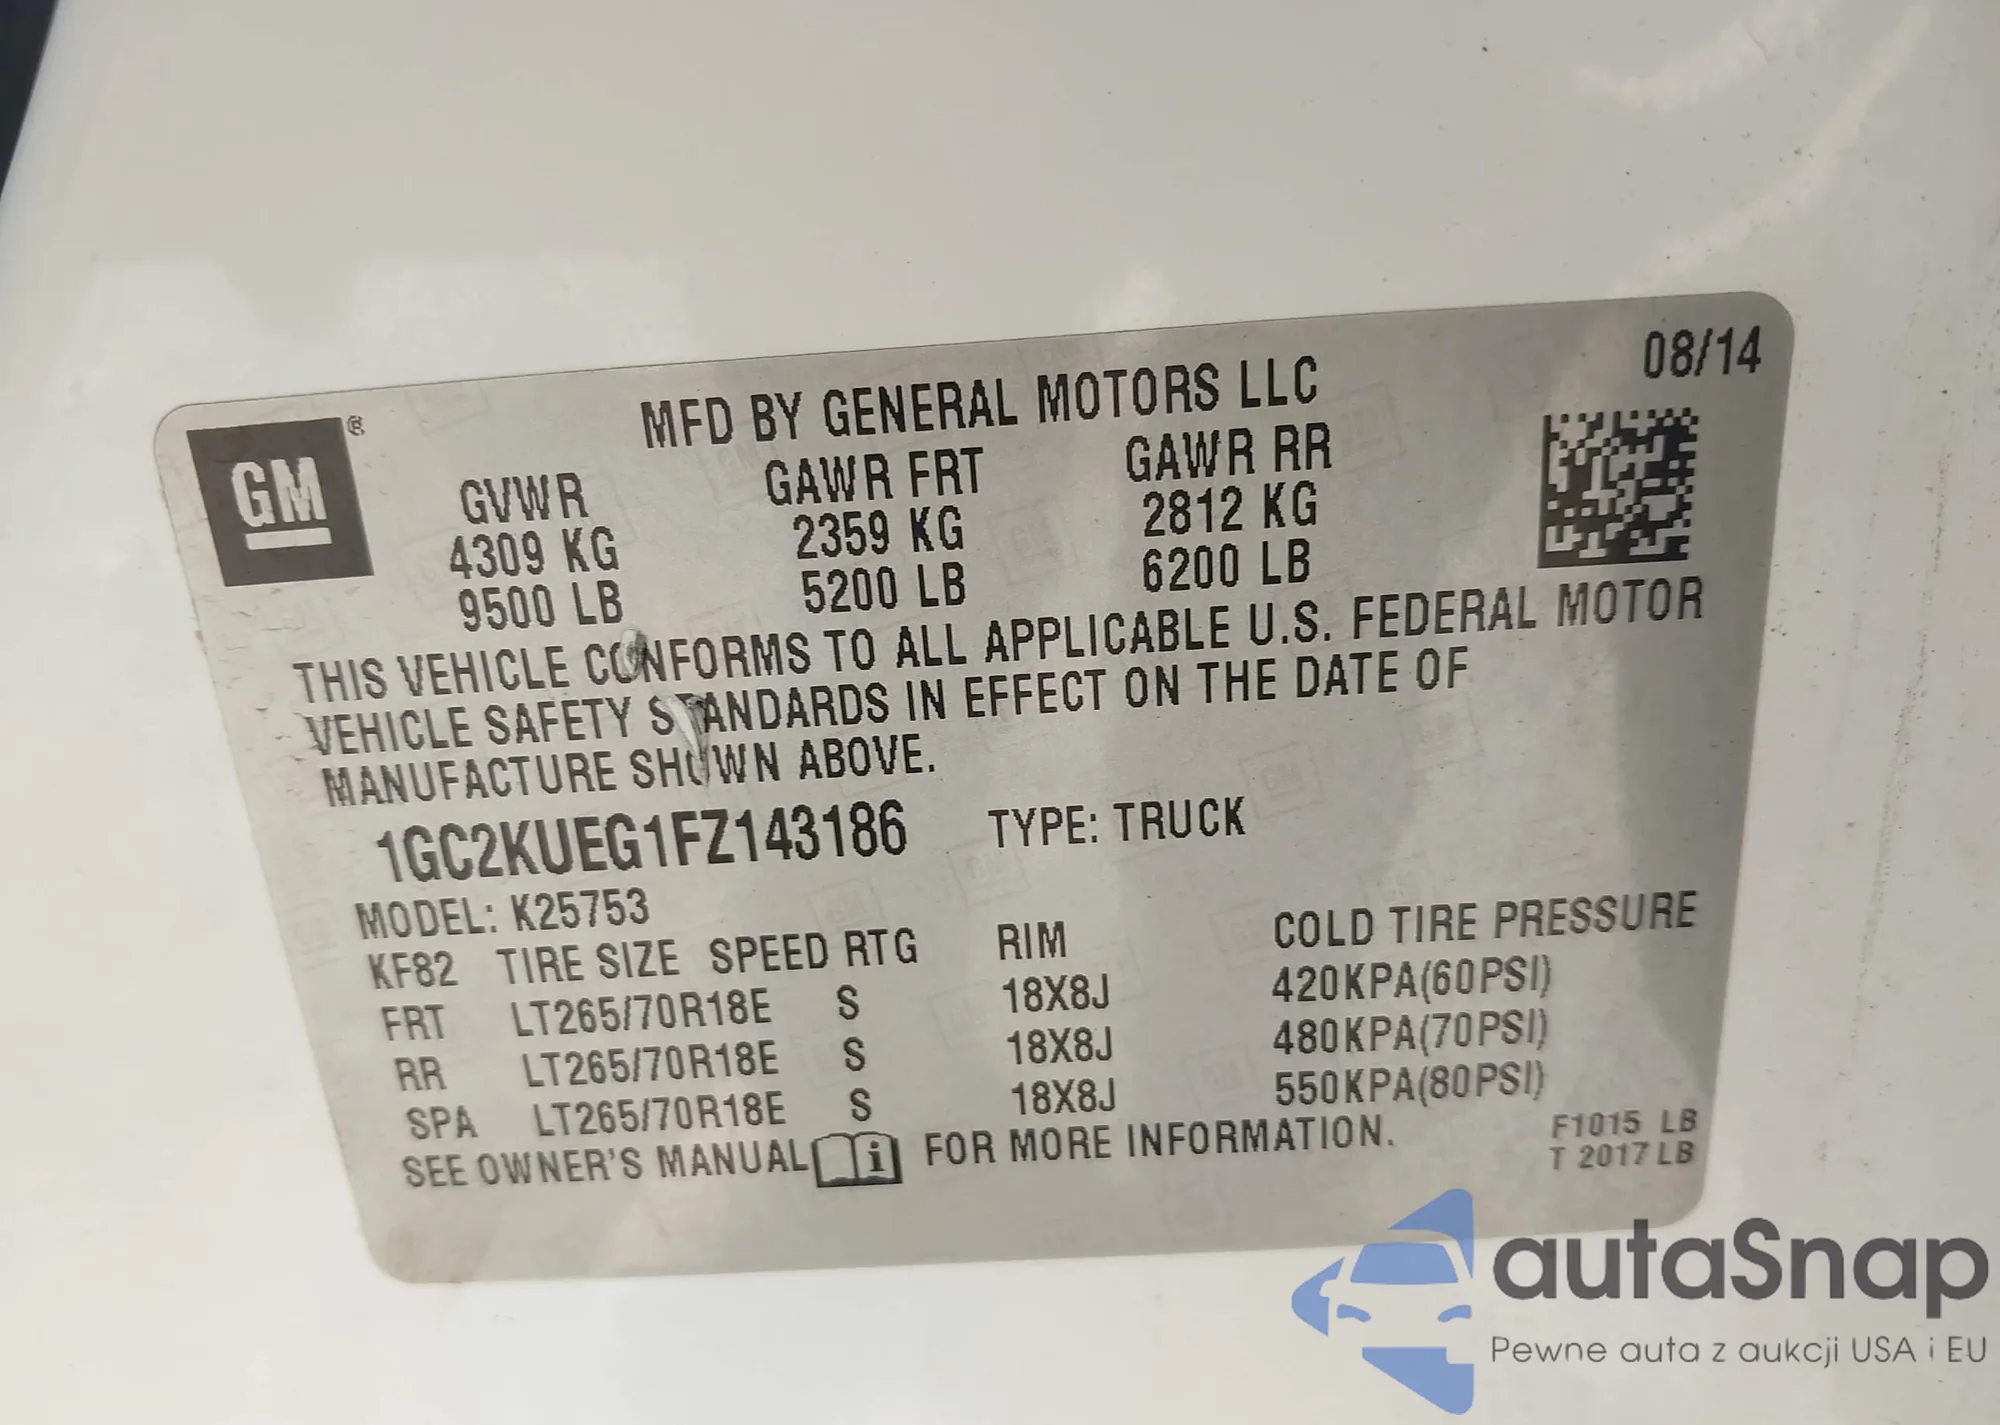 08/14
GM ®
MFD BY GENERAL MOTORS LLC
GVWR GAWR FRT GAWR RR
4309 KG 2359 KG 2812 KG
9500 LB 5200 LB 6200 LB
THIS VEHICLE CONFORMS TO ALL APPLICABLE U.S. FEDERAL MOTOR
VEHICLE SAFETY STANDARDS IN EFFECT ON THE DATE OF
MANUFACTURE SHOWN ABOVE.
1GC2KUEG1FZ143186 TYPE: TRUCK
MODEL: K25753
KF82 TIRE SIZE SPEED RTG RIM COLD TIRE PRESSURE
FRT LT265/70R18E S 18X8J 420KPA(60PSI)
RR LT265/70R18E S 18X8J 480KPA(70PSI)
SPA LT265/70R18E S 18X8J 550KPA(80PSI)
SEE OWNER'S MANUAL i FOR MORE INFORMATION.
F1015 LB
T 2017 LB
autaSnap
Pewne auta z aukcji USA i EU